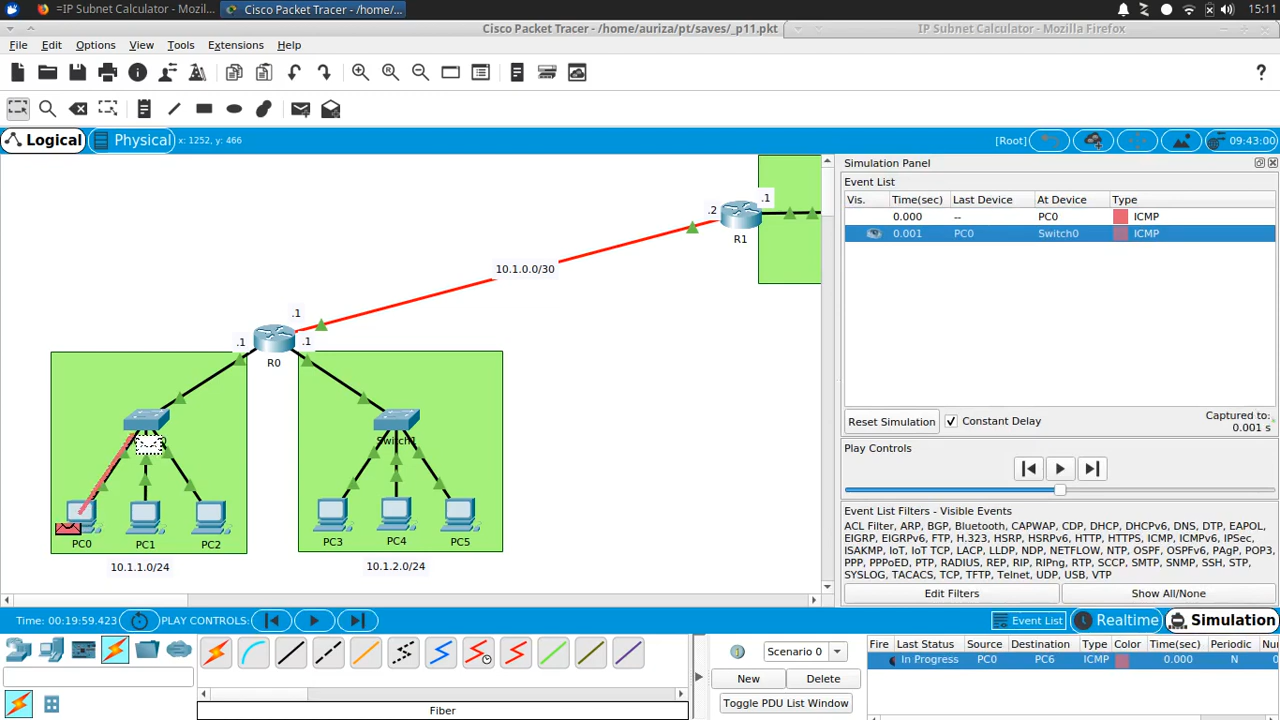 =IP Subnet Calculator - Mozil...
Cisco Packet Tracer - /home/...
15:11
Cisco Packet Tracer - /home/auriza/pt/saves/_p11.pkt
IP Subnet Calculator - Mozilla Firefox
File Edit Options View Tools Extensions Help
?
Logical
Physical
x: 1252, y: 466
[Root]
09:43:00
Simulation Panel
Event List
Vis. Time(sec) Last Device At Device Type
0.000 -- PC0 ICMP
0.001 PC0 Switch0 ICMP
.2
.1
R1
10.1.0.0/30
.1
.1
.1
R0
Switch1
PC0 PC1 PC2
PC3 PC4 PC5
10.1.1.0/24
10.1.2.0/24
Reset Simulation
Constant Delay
Captured to:
0.001 s
Play Controls
Event List Filters - Visible Events
ACL Filter, ARP, BGP, Bluetooth, CAPWAP, CDP, DHCP, DHCPv6, DNS, DTP, EAPOL,
EIGRP, EIGRPv6, FTP, H.323, HSRP, HSRPv6, HTTP, HTTPS, ICMP, ICMPv6, IPSec,
ISAKMP, IoT, IoT TCP, LACP, LLDP, NDP, NETFLOW, NTP, OSPF, OSPFv6, PAgP, POP3,
PPP, PPPoED, PTP, RADIUS, REP, RIP, RIPng, RTP, SCCP, SMTP, SNMP, SSH, STP,
SYSLOG, TACACS, TCP, TFTP, Telnet, UDP, USB, VTP
Edit Filters
Show All/None
Time: 00:19:59.423
PLAY CONTROLS:
Event List
Realtime
Simulation
Fiber
Scenario 0
New
Delete
Toggle PDU List Window
Fire Last Status Source Destination Type Color Time(sec) Periodic
In Progress PC0 PC6 ICMP 0.000 N